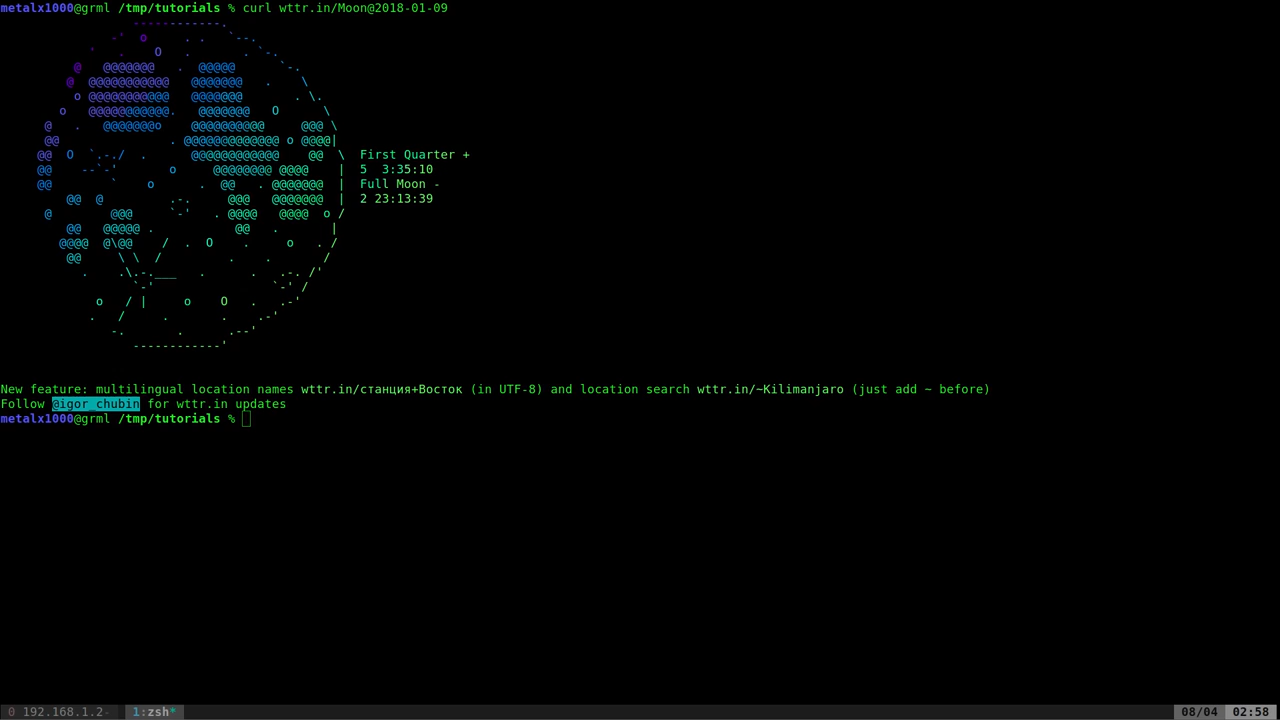 metalx1000@grml /tmp/tutorials % curl wttr.in/Moon@2018-01-09
First Quarter +
5  3:35:10
Full Moon -
2 23:13:39
New feature: multilingual location names wttr.in/станция+Восток (in UTF-8) and location search wttr.in/~Kilimanjaro (just add ~ before)
Follow @igor_chubin for wttr.in updates
metalx1000@grml /tmp/tutorials %
0 192.168.1.2- 1:zsh* 08/04 02:58